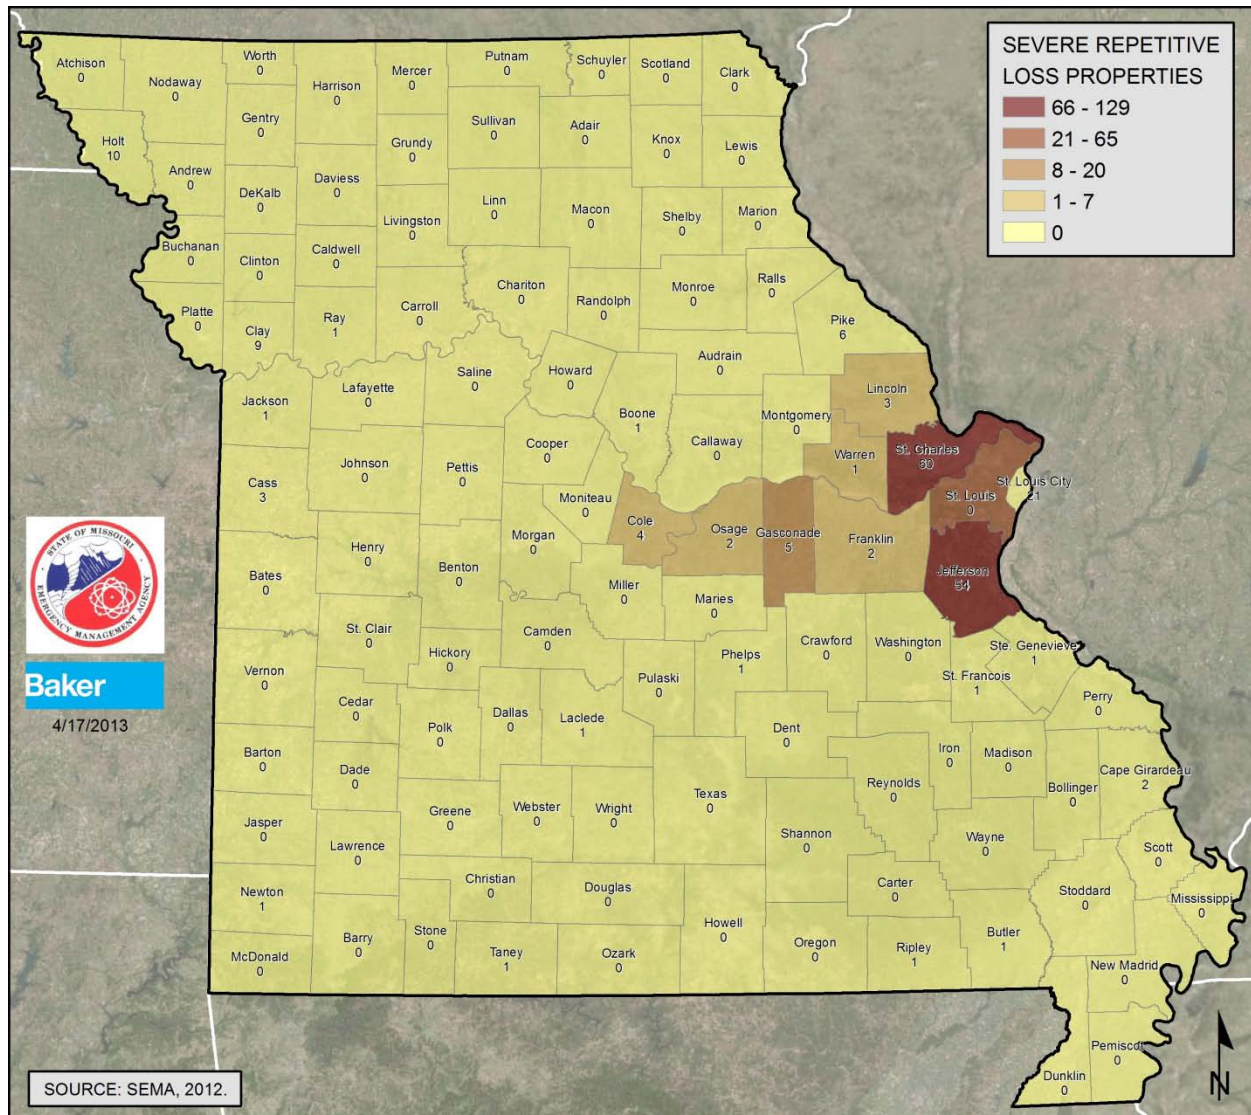 SEVERE REPETITIVE
LOSS PROPERTIES
66 - 129
21 - 65
8 - 20
1 - 7
0
Atchison
0
Nodaway
0
Worth
0
Harrison
0
Mercer
0
Putnam
0
Schuyler
0
Scotland
0
Clark
0
Holt
10
Gentry
0
Grundy
0
Sullivan
0
Adair
0
Knox
0
Lewis
0
Andrew
0
DeKalb
0
Daviess
0
Livingston
0
Linn
0
Macon
0
Shelby
0
Marion
0
Buchanan
0
Clinton
0
Caldwell
0
Chariton
0
Randolph
0
Monroe
0
Ralls
0
Platte
0
Clay
9
Ray
1
Carroll
0
Pike
6
Audrain
0
Saline
0
Howard
0
Lafayette
0
Jackson
1
Boone
1
Montgomery
0
Lincoln
3
Callaway
0
Cooper
0
Warren
1
St. Charles
60
Johnson
0
Pettis
0
Cass
3
St. Louis City
21
St. Louis
0
Moniteau
0
Cole
4
Osage
2
Gasconade
5
Franklin
2
Morgan
0
Henry
0
Benton
0
Bates
0
Jefferson
54
Miller
0
Maries
0
St. Clair
0
Camden
0
Hickory
0
Crawford
0
Washington
0
Ste. Genevieve
1
Phelps
1
Vernon
0
Pulaski
0
St. Francois
1
Perry
0
Cedar
0
Polk
0
Dallas
0
Laclede
1
Dent
0
Barton
0
Dade
0
Iron
0
Madison
0
Cape Girardeau
2
Reynolds
0
Bollinger
0
Texas
0
Greene
0
Webster
0
Wright
0
Jasper
0
Shannon
0
Wayne
0
Lawrence
0
Scott
0
Newton
1
Christian
0
Douglas
0
Carter
0
Stoddard
0
Mississippi
0
Howell
0
Barry
0
Stone
0
Taney
1
Ozark
0
Oregon
0
Ripley
1
Butler
1
McDonald
0
New Madrid
0
Pemiscot
0
Dunklin
0
STATE OF MISSOURI
EMERGENCY MANAGEMENT AGENCY
Baker
4/17/2013
SOURCE: SEMA, 2012.
N